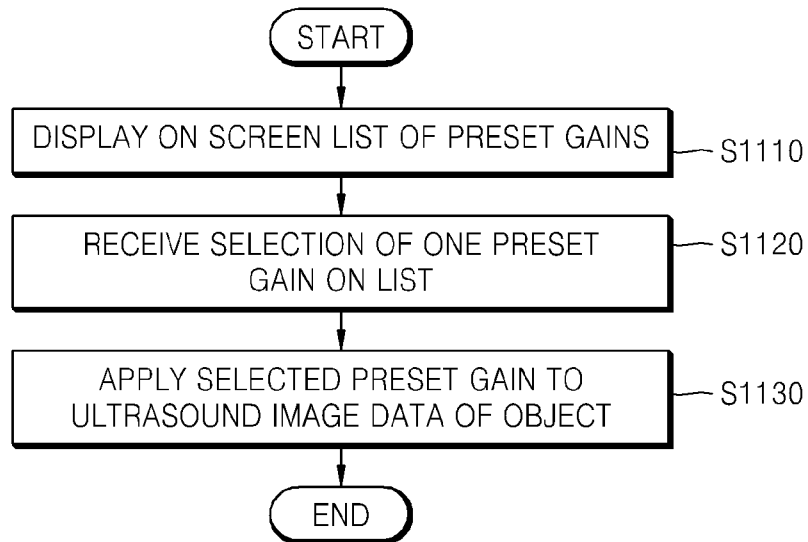 START
DISPLAY ON SCREEN LIST OF PRESET GAINS
S1110
RECEIVE SELECTION OF ONE PRESET
GAIN ON LIST
S1120
APPLY SELECTED PRESET GAIN TO
ULTRASOUND IMAGE DATA OF OBJECT
S1130
END